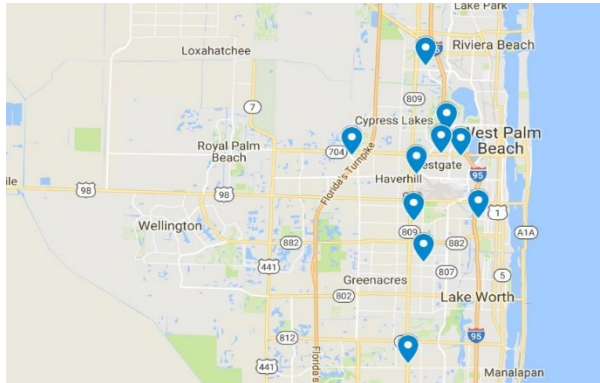 Lake Park
Loxahatchee
95
Riviera Beach
809
7
Cypress Lakes
704
Royal Palm
Beach
West Palm
Beach
Westgate
Haverhill
Florida's Turnpike
ile
98
98
95
1
Wellington
882
809
882
A1A
441
Greenacres
807
5
802
Lake Worth
812
95
441
Florida's
Manalapan